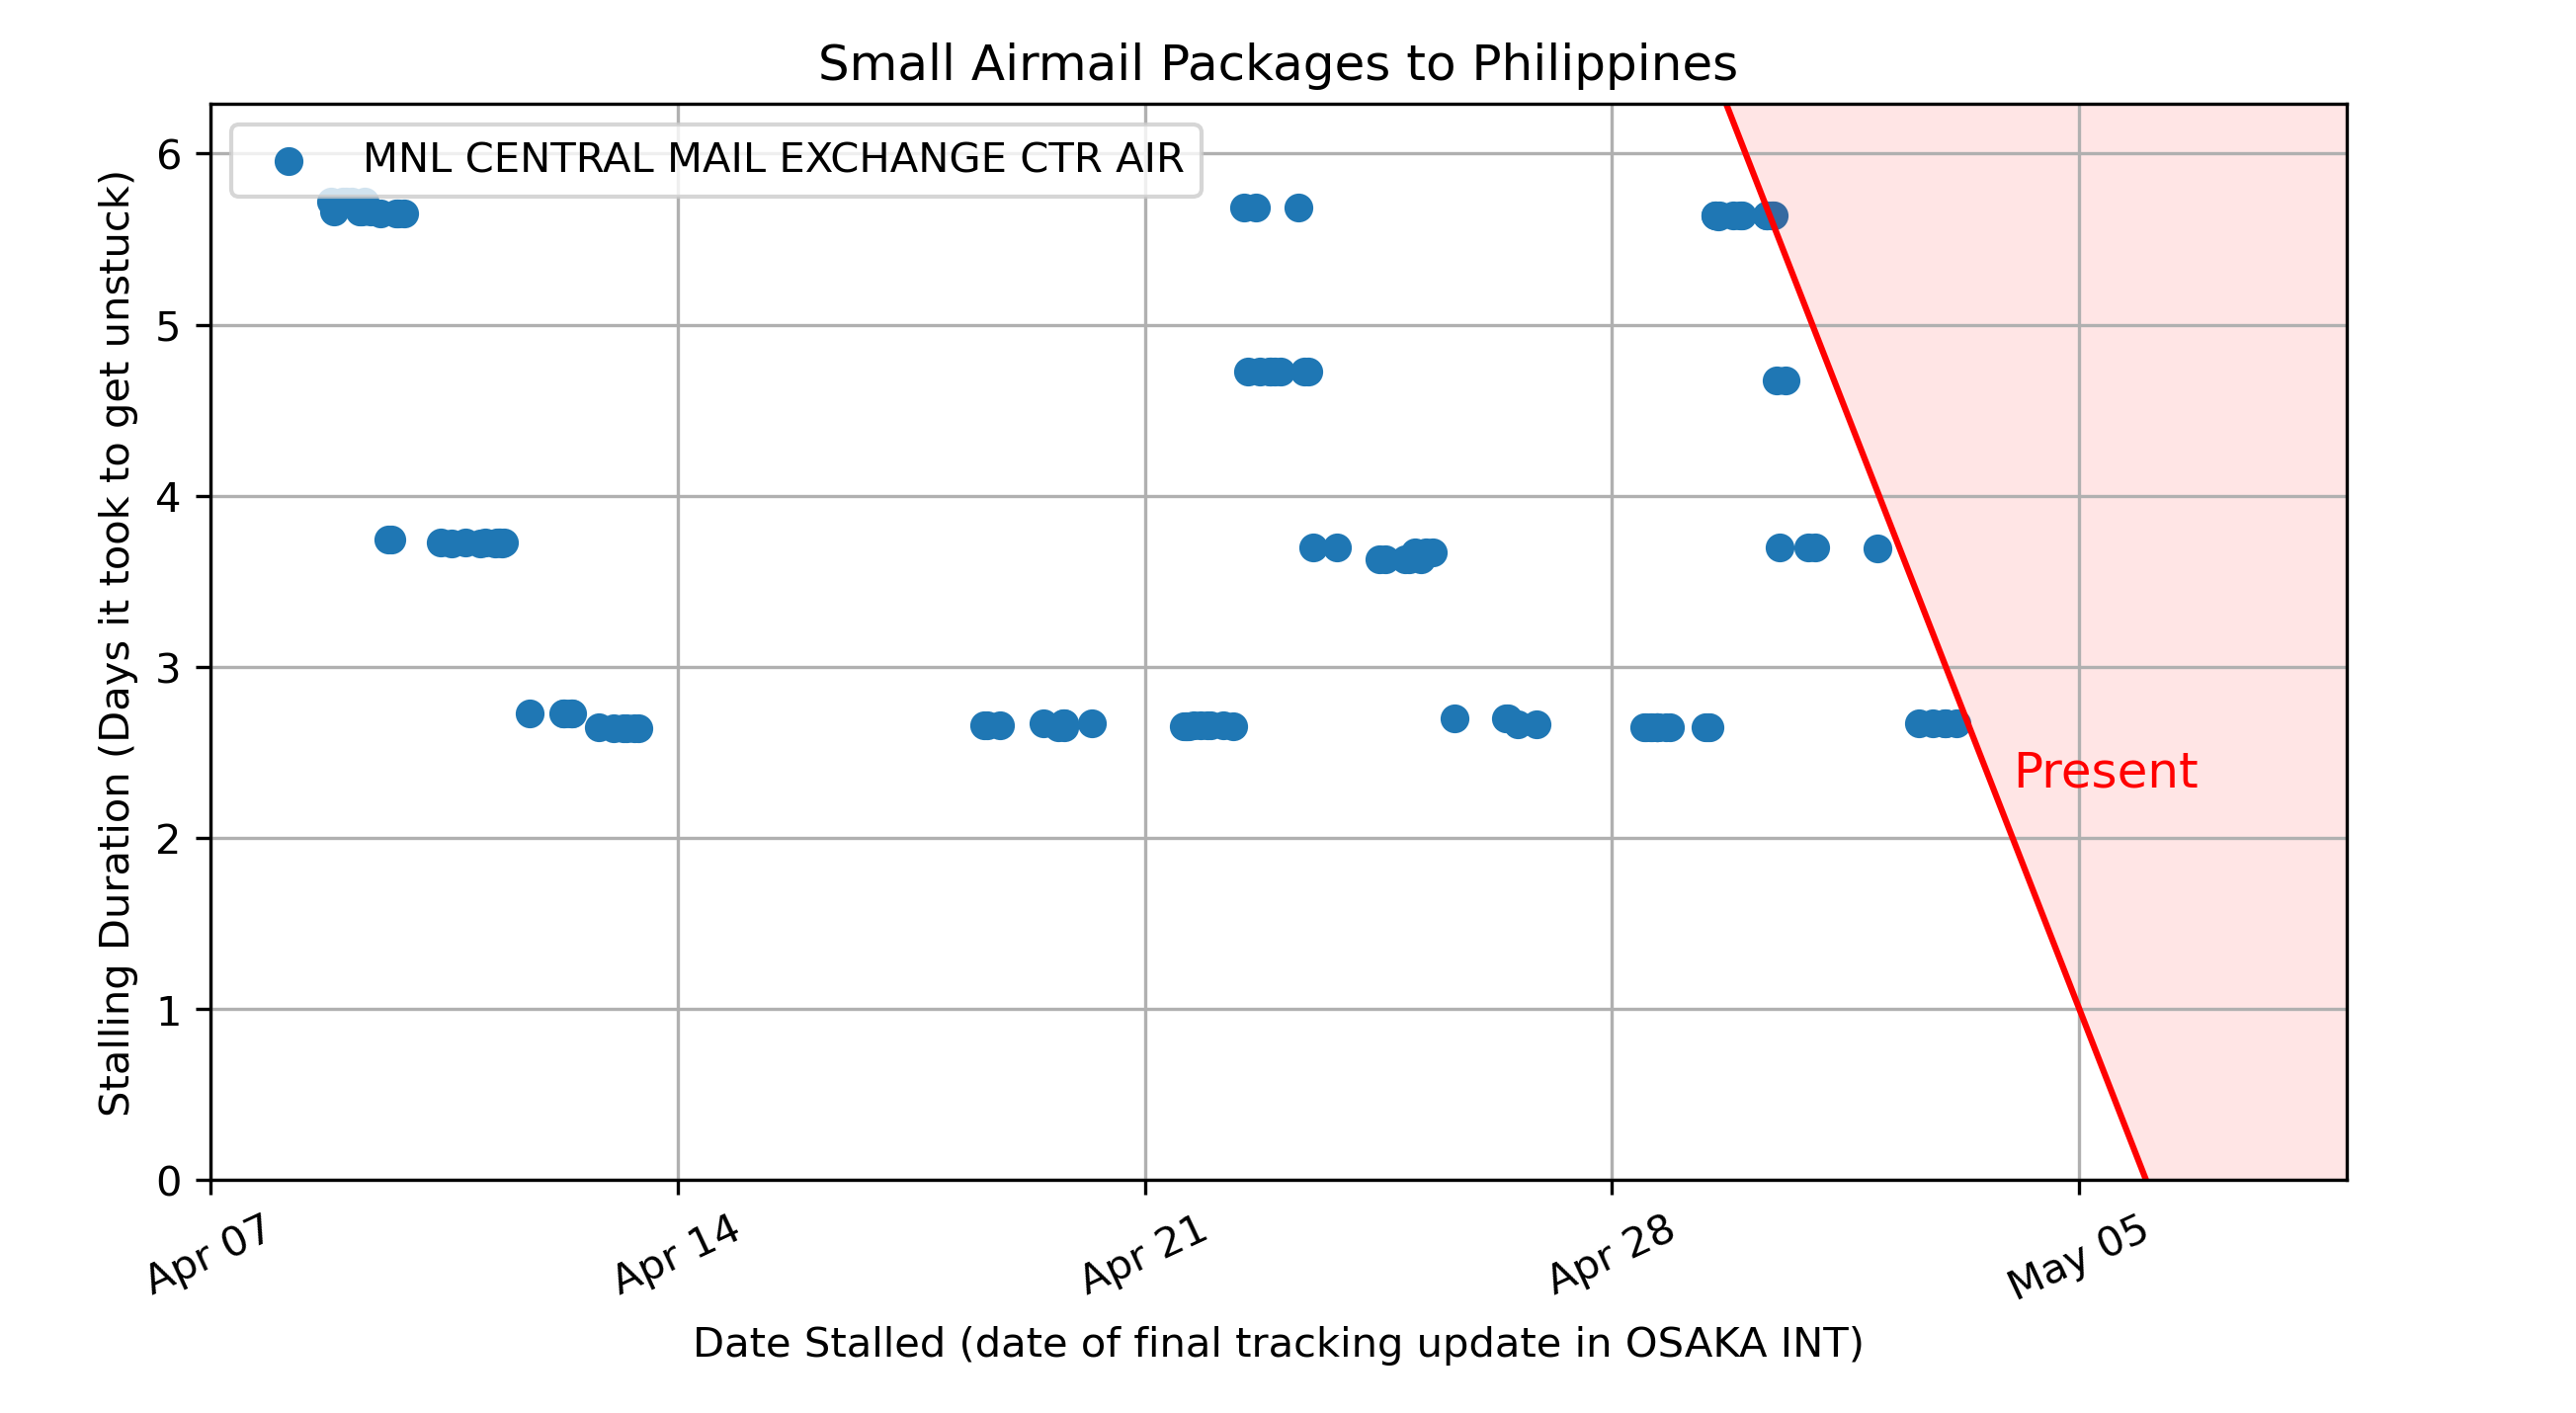 Small Airmail Packages to Philippines
MNL CENTRAL MAIL EXCHANGE CTR AIR
Stalling Duration (Days it took to get unstuck)
6
5
4
3
2
1
0
Present
Apr 07
Apr 14
Apr 21
Apr 28
May 05
Date Stalled (date of final tracking update in OSAKA INT)